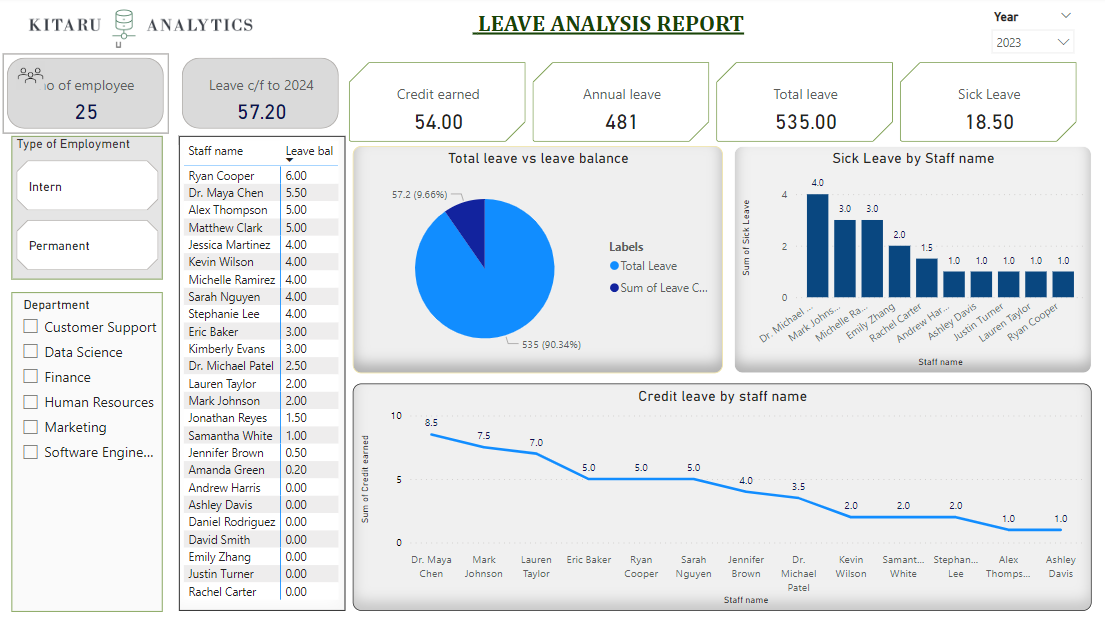 KITARU ANALYTICS
LEAVE ANALYSIS REPORT
Year
2023
no of employee
25
Leave c/f to 2024
57.20
Credit earned
54.00
Annual leave
481
Total leave
535.00
Sick Leave
18.50
Type of Employment
Intern
Permanent
Department
Customer Support
Data Science
Finance
Human Resources
Marketing
Software Engine...
Staff name Leave bal
Ryan Cooper 6.00
Dr. Maya Chen 5.50
Alex Thompson 5.00
Matthew Clark 5.00
Jessica Martinez 4.00
Kevin Wilson 4.00
Michelle Ramirez 4.00
Sarah Nguyen 4.00
Stephanie Lee 4.00
Eric Baker 3.00
Kimberly Evans 3.00
Dr. Michael Patel 2.50
Lauren Taylor 2.00
Mark Johnson 2.00
Jonathan Reyes 1.50
Samantha White 1.00
Jennifer Brown 0.50
Amanda Green 0.20
Andrew Harris 0.00
Ashley Davis 0.00
Daniel Rodriguez 0.00
David Smith 0.00
Emily Zhang 0.00
Justin Turner 0.00
Rachel Carter 0.00
Total leave vs leave balance
57.2 (9.66%)
535 (90.34%)
Labels
Total Leave
Sum of Leave C...
Sick Leave by Staff name
Sum of Sick Leave
4
2
0
4.0
3.0
3.0
2.0
1.5
1.0
1.0
1.0
1.0
1.0
Dr. Michael ...
Mark Johns...
Michelle Ra...
Emily Zhang
Rachel Carter
Andrew Har...
Ashley Davis
Justin Turner
Lauren Taylor
Ryan Cooper
Staff name
Credit leave by staff name
Sum of Credit earned
10
5
0
8.5
7.5
7.0
5.0
5.0
5.0
4.0
3.5
2.0
2.0
2.0
1.0
1.0
Dr. Maya
Chen
Mark
Johnson
Lauren
Taylor
Eric Baker
Ryan
Cooper
Sarah
Nguyen
Jennifer
Brown
Dr.
Michael
Patel
Kevin
Wilson
Samant...
White
Stephan...
Lee
Alex
Thomps...
Ashley
Davis
Staff name